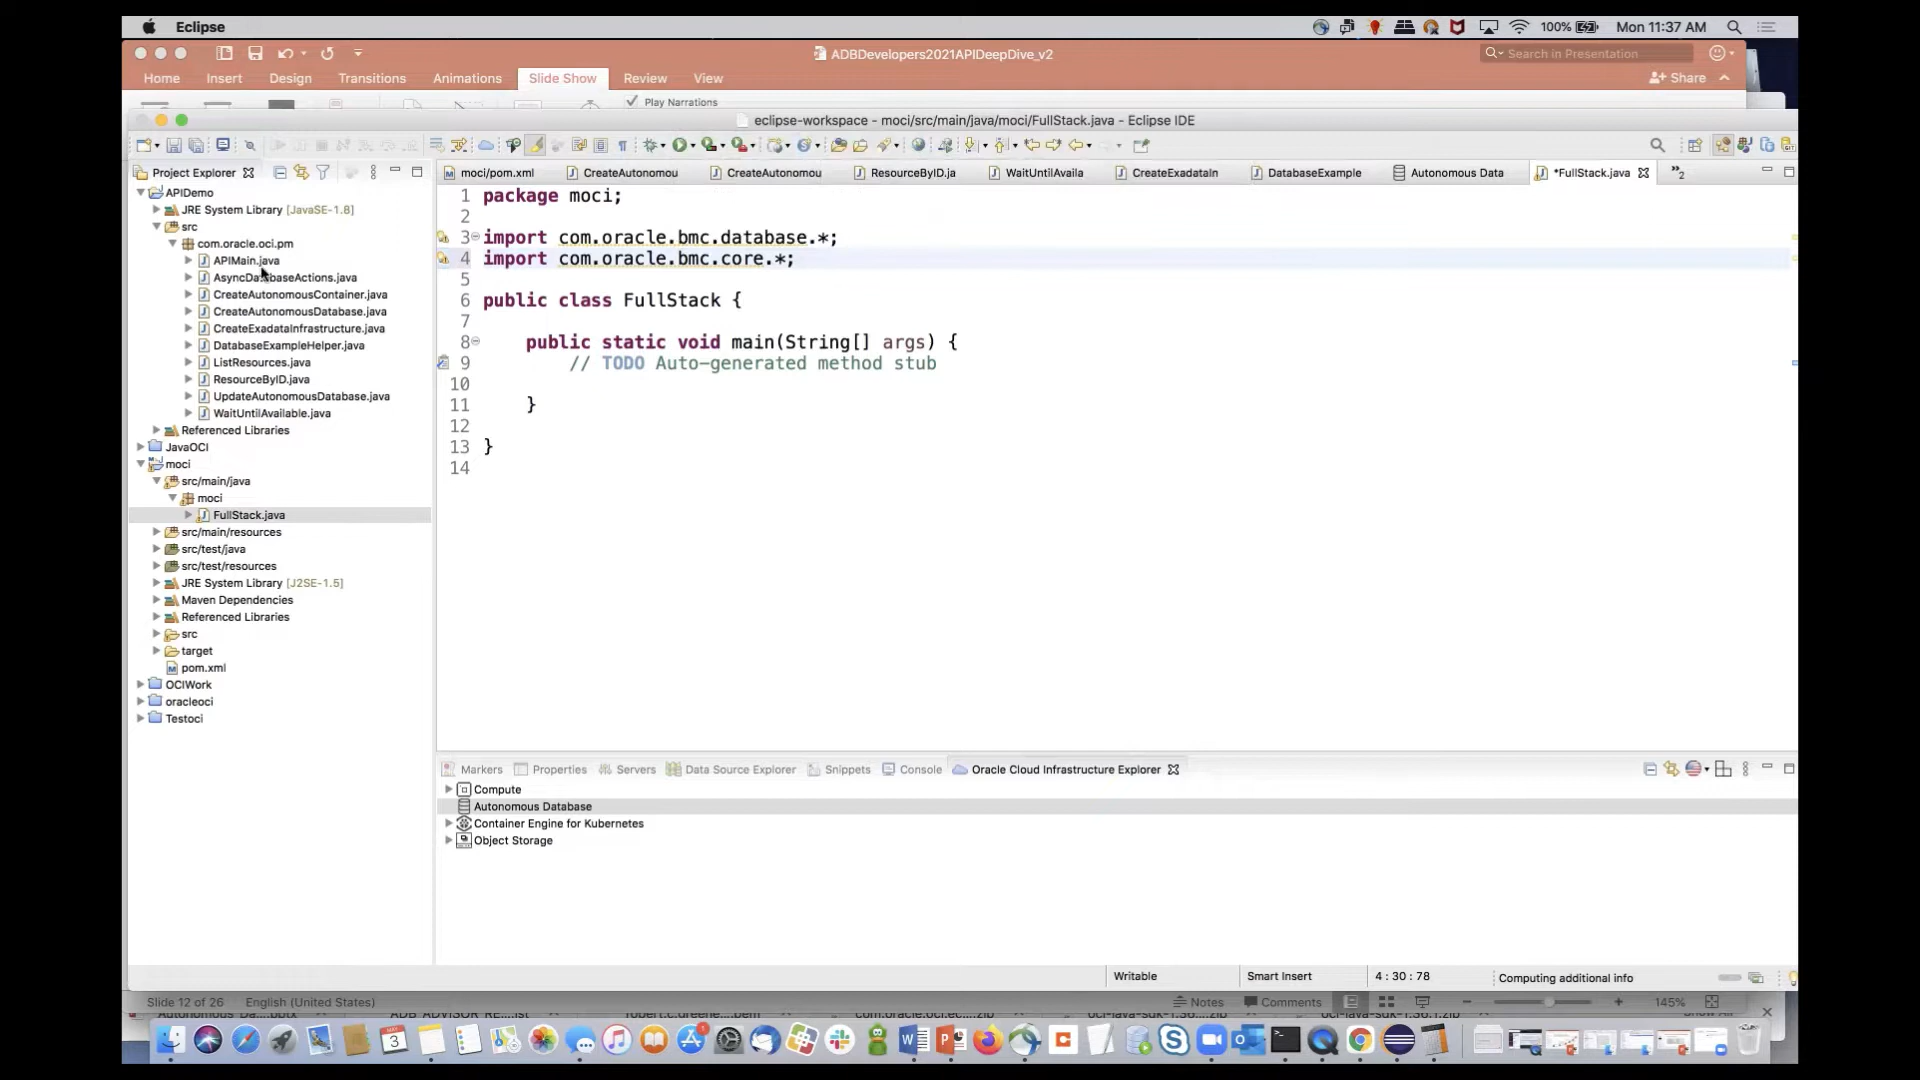 Eclipse
100%
Mon 11:37 AM
ADBDevelopers2021APIDeepDive_v2
Search in Presentation
Home Insert Design Transitions Animations Slide Show Review View
Share
Play Narrations
eclipse-workspace - moci/src/main/java/moci/FullStack.java - Eclipse IDE
Project Explorer
moci/pom.xml
CreateAutonomou
CreateAutonomou
ResourceByID.ja
WaitUntilAvaila
CreateExadataIn
DatabaseExample
Autonomous Data
*FullStack.java
»2
APIDemo
JRE System Library [JavaSE-1.8]
src
com.oracle.oci.pm
APIMain.java
AsyncDatabaseActions.java
CreateAutonomousContainer.java
CreateAutonomousDatabase.java
CreateExadataInfrastructure.java
DatabaseExampleHelper.java
ListResources.java
ResourceByID.java
UpdateAutonomousDatabase.java
WaitUntilAvailable.java
Referenced Libraries
JavaOCI
moci
src/main/java
moci
FullStack.java
src/main/resources
src/test/java
src/test/resources
JRE System Library [J2SE-1.5]
Maven Dependencies
Referenced Libraries
src
target
pom.xml
OCIWork
oracleoci
Testoci
1 package moci;
2
3 import com.oracle.bmc.database.*;
4 import com.oracle.bmc.core.*;
5
6 public class FullStack {
7
8 public static void main(String[] args) {
9 // TODO Auto-generated method stub
10
11 }
12
13 }
14
Markers Properties Servers Data Source Explorer Snippets Console Oracle Cloud Infrastructure Explorer
Compute
Autonomous Database
Container Engine for Kubernetes
Object Storage
Writable
Smart Insert
4 : 30 : 78
Computing additional info
Slide 12 of 26
English (United States)
Notes
Comments
145%
3